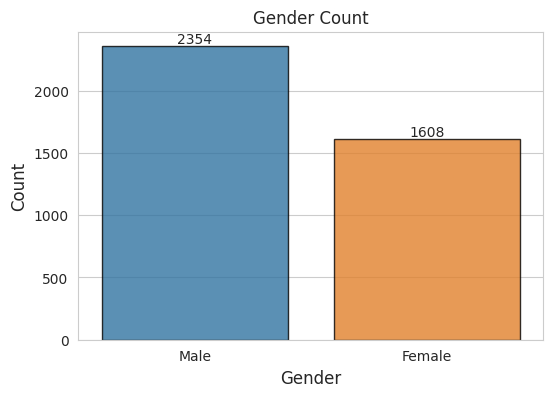 Gender Count
2354
1608
2000
1500
1000
500
0
Count
Male
Female
Gender